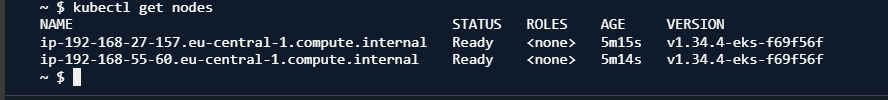 ~ $ kubectl get nodes
NAME STATUS ROLES AGE VERSION
ip-192-168-27-157.eu-central-1.compute.internal Ready <none> 5m15s v1.34.4-eks-f69f56f
ip-192-168-55-60.eu-central-1.compute.internal Ready <none> 5m14s v1.34.4-eks-f69f56f
~ $